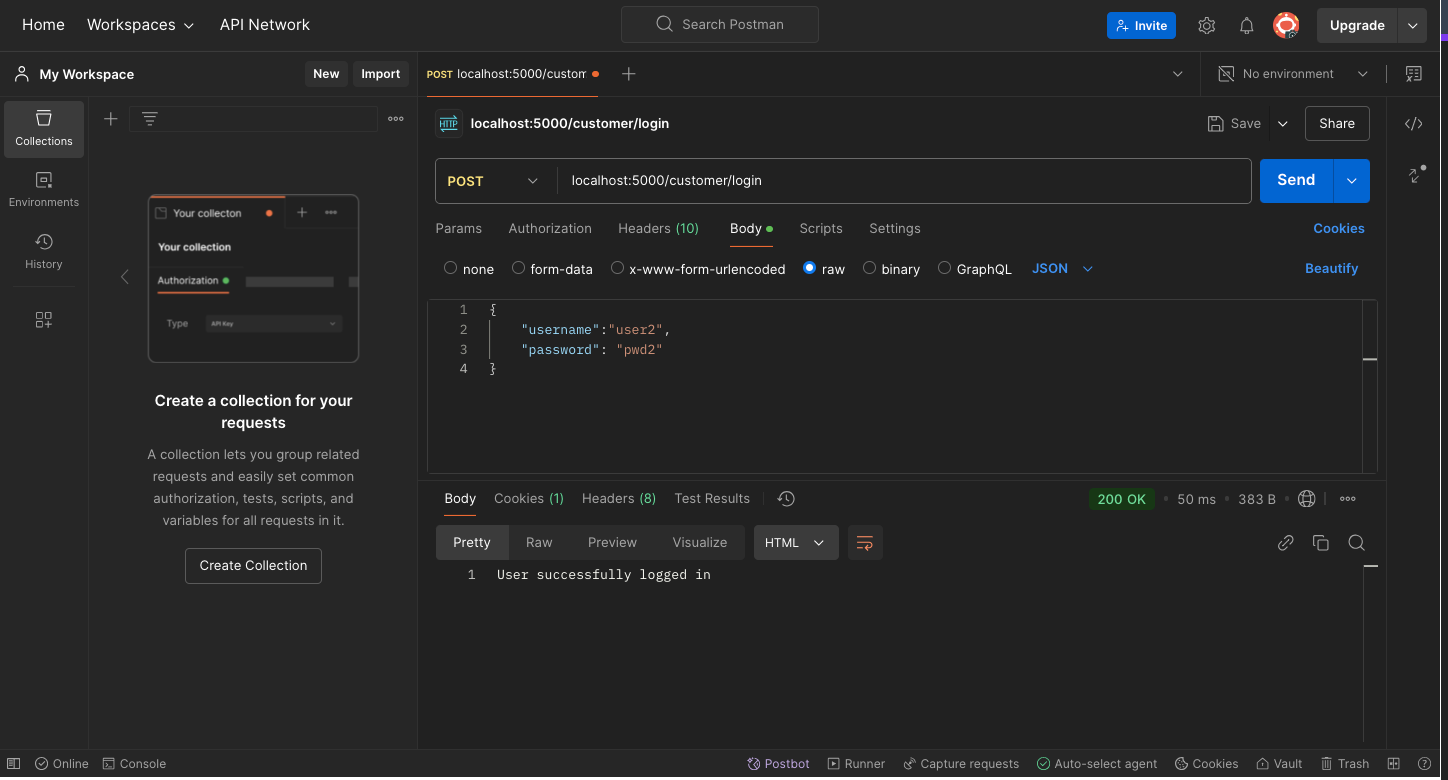 Home Workspaces API Network Search Postman Invite Upgrade
My Workspace New Import POST localhost:5000/custom No environment
Collections
Environments
History
Your collecton
Your collection
Authorization
Type API Key
Create a collection for your
requests
A collection lets you group related
requests and easily set common
authorization, tests, scripts, and
variables for all requests in it.
Create Collection
HTTP localhost:5000/customer/login Save Share
POST localhost:5000/customer/login Send
Params Authorization Headers (10) Body Scripts Settings Cookies
none form-data x-www-form-urlencoded raw binary GraphQL JSON Beautify
1 {
2 "username":"user2",
3 "password": "pwd2"
4 }
Body Cookies (1) Headers (8) Test Results 200 OK 50 ms 383 B
Pretty Raw Preview Visualize HTML
1 User successfully logged in
Online Console Postbot Runner Capture requests Auto-select agent Cookies Vault Trash